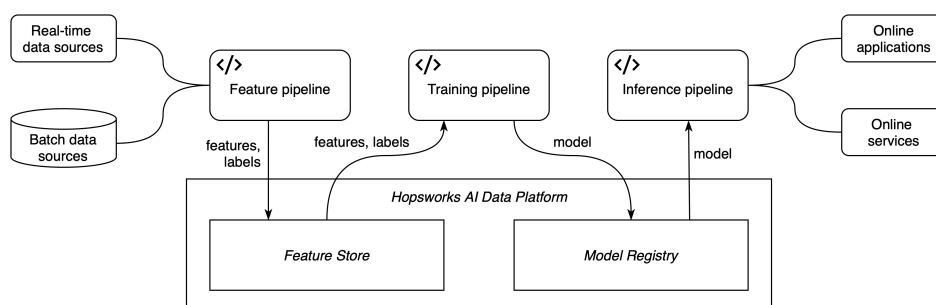 Real-time
data sources
Batch data
sources
</>
Feature pipeline
</>
Training pipeline
</>
Inference pipeline
Online
applications
Online
services
features,
labels
features, labels
model
model
Hopsworks AI Data Platform
Feature Store
Model Registry